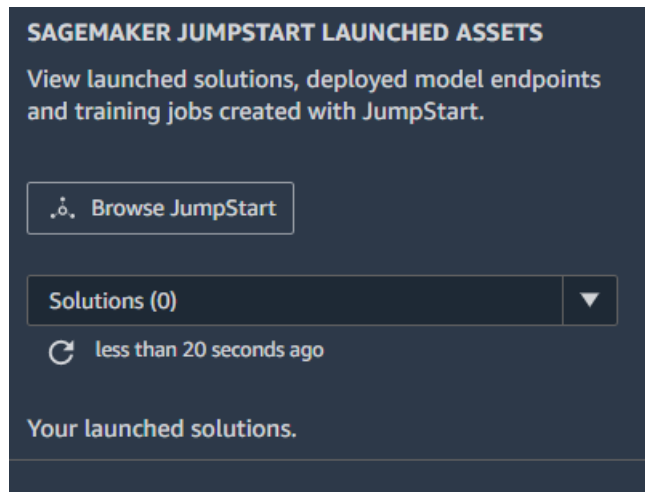 SAGEMAKER JUMPSTART LAUNCHED ASSETS
View launched solutions, deployed model endpoints
and training jobs created with JumpStart.
Browse JumpStart
Solutions (0)
less than 20 seconds ago
Your launched solutions.